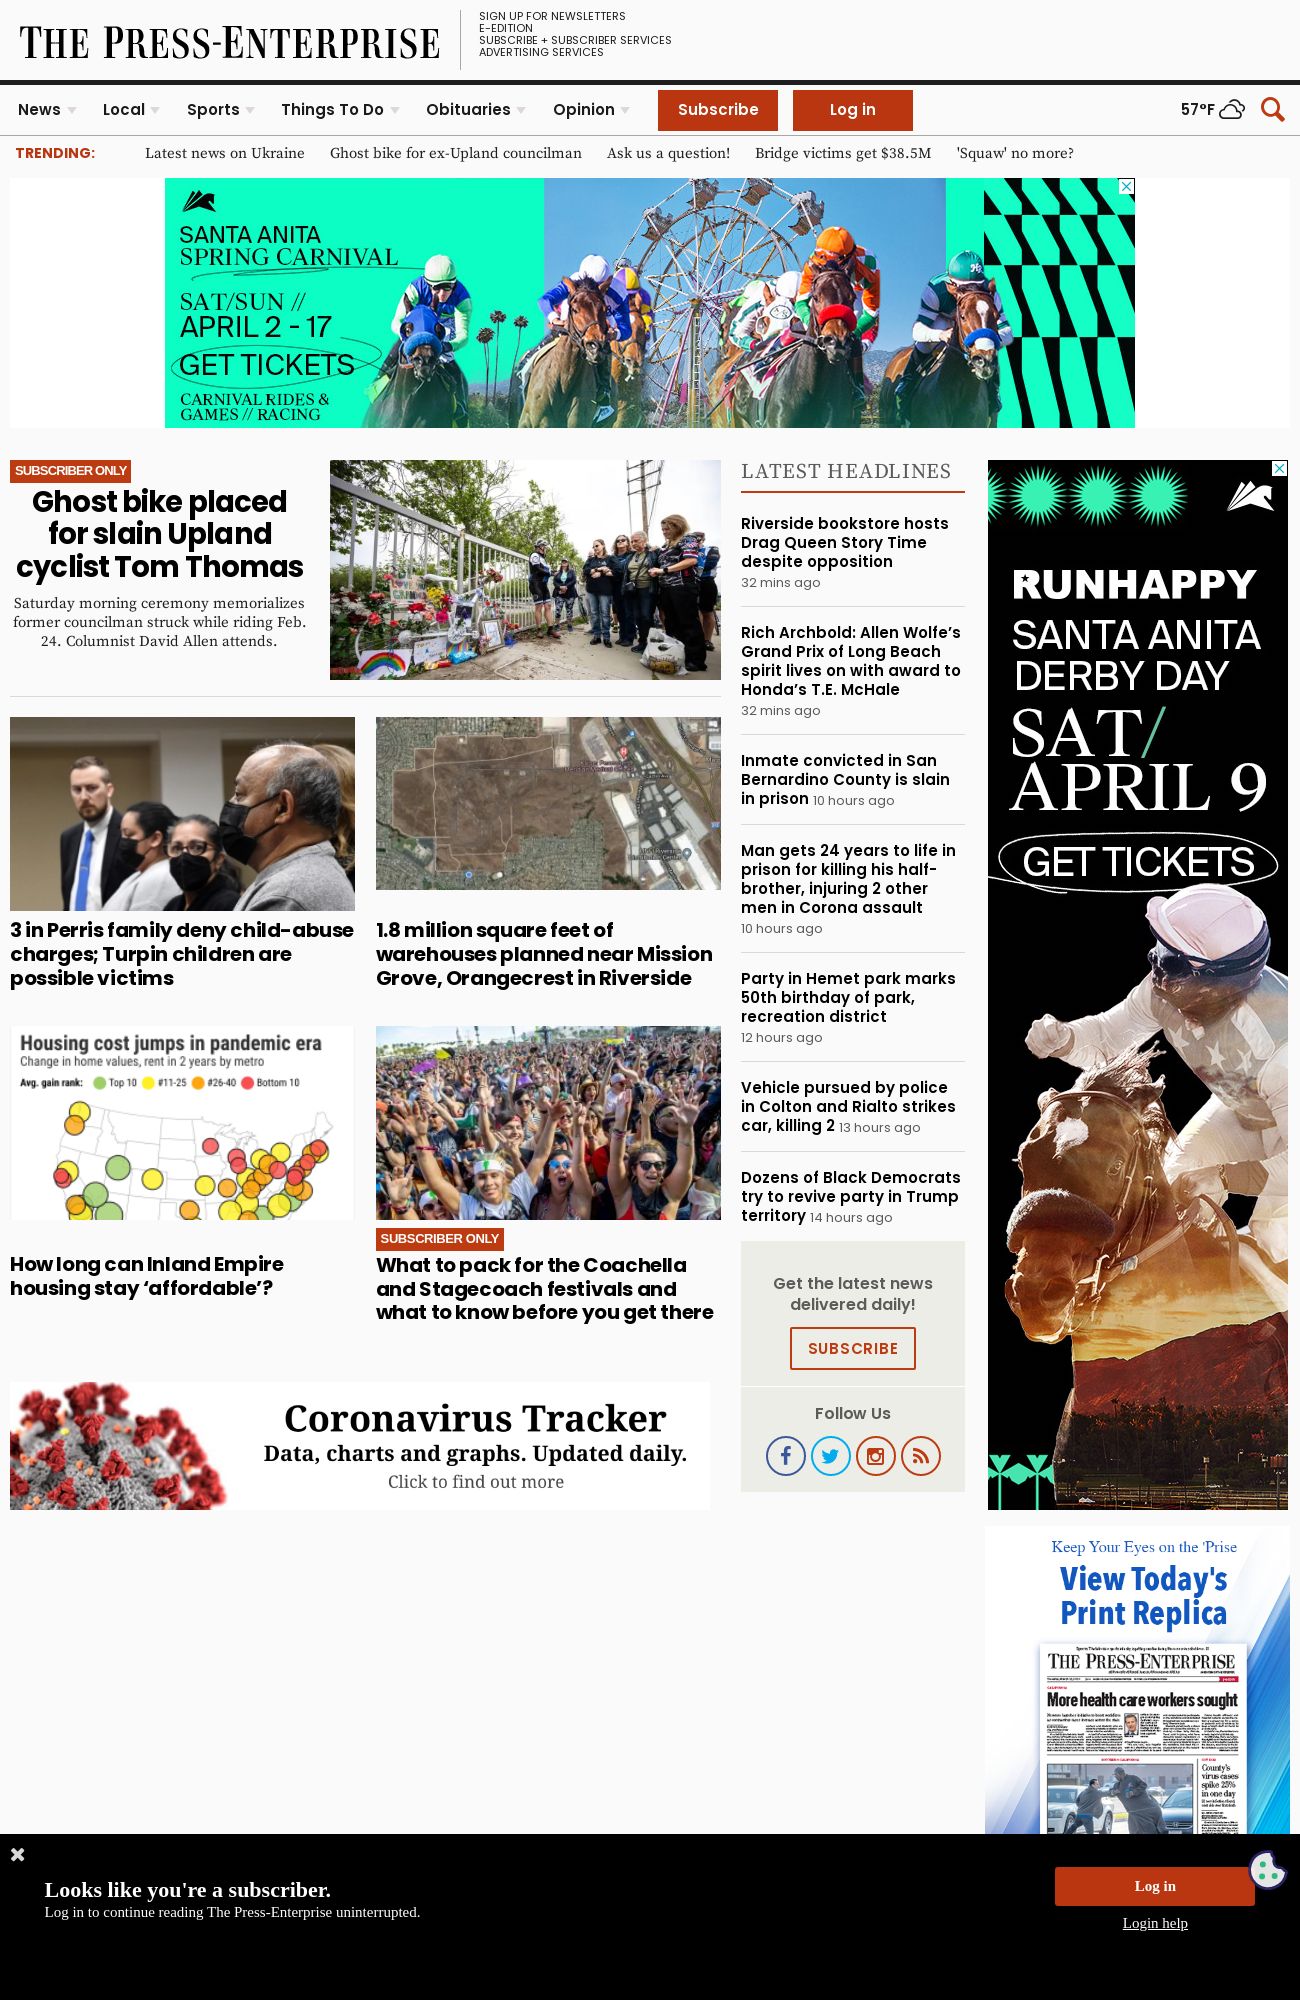 THE PRESS-ENTERPRISE
SIGN UP FOR NEWSLETTERS
E-EDITION
SUBSCRIBE + SUBSCRIBER SERVICES
ADVERTISING SERVICES
News Local Sports Things To Do Obituaries Opinion Subscribe Log in 57°F
TRENDING: Latest news on Ukraine Ghost bike for ex-Upland councilman Ask us a question! Bridge victims get $38.5M 'Squaw' no more?
SANTA ANITA
SPRING CARNIVAL
SAT/SUN //
APRIL 2 - 17
GET TICKETS
CARNIVAL RIDES &
GAMES // RACING
SUBSCRIBER ONLY
Ghost bike placed
for slain Upland
cyclist Tom Thomas
Saturday morning ceremony memorializes
former councilman struck while riding Feb.
24. Columnist David Allen attends.
3 in Perris family deny child-abuse
charges; Turpin children are
possible victims
1.8 million square feet of
warehouses planned near Mission
Grove, Orangecrest in Riverside
Housing cost jumps in pandemic era
Change in home values, rent in 2 years by metro
Avg. gain rank: Top 10 #11-25 #26-40 Bottom 10
How long can Inland Empire
housing stay ‘affordable’?
SUBSCRIBER ONLY
What to pack for the Coachella
and Stagecoach festivals and
what to know before you get there
Coronavirus Tracker
Data, charts and graphs. Updated daily.
Click to find out more
LATEST HEADLINES
Riverside bookstore hosts
Drag Queen Story Time
despite opposition
32 mins ago
Rich Archbold: Allen Wolfe’s
Grand Prix of Long Beach
spirit lives on with award to
Honda’s T.E. McHale
32 mins ago
Inmate convicted in San
Bernardino County is slain
in prison 10 hours ago
Man gets 24 years to life in
prison for killing his half-
brother, injuring 2 other
men in Corona assault
10 hours ago
Party in Hemet park marks
50th birthday of park,
recreation district
12 hours ago
Vehicle pursued by police
in Colton and Rialto strikes
car, killing 2 13 hours ago
Dozens of Black Democrats
try to revive party in Trump
territory 14 hours ago
Get the latest news
delivered daily!
SUBSCRIBE
Follow Us
RUNHAPPY
SANTA ANITA
DERBY DAY
SAT/
APRIL 9
GET TICKETS
Keep Your Eyes on the 'Prise
View Today's
Print Replica
THE PRESS-ENTERPRISE
More health care workers sought
County's
virus cases
spike 25%
in one day
Looks like you're a subscriber.
Log in to continue reading The Press-Enterprise uninterrupted.
Log in
Login help